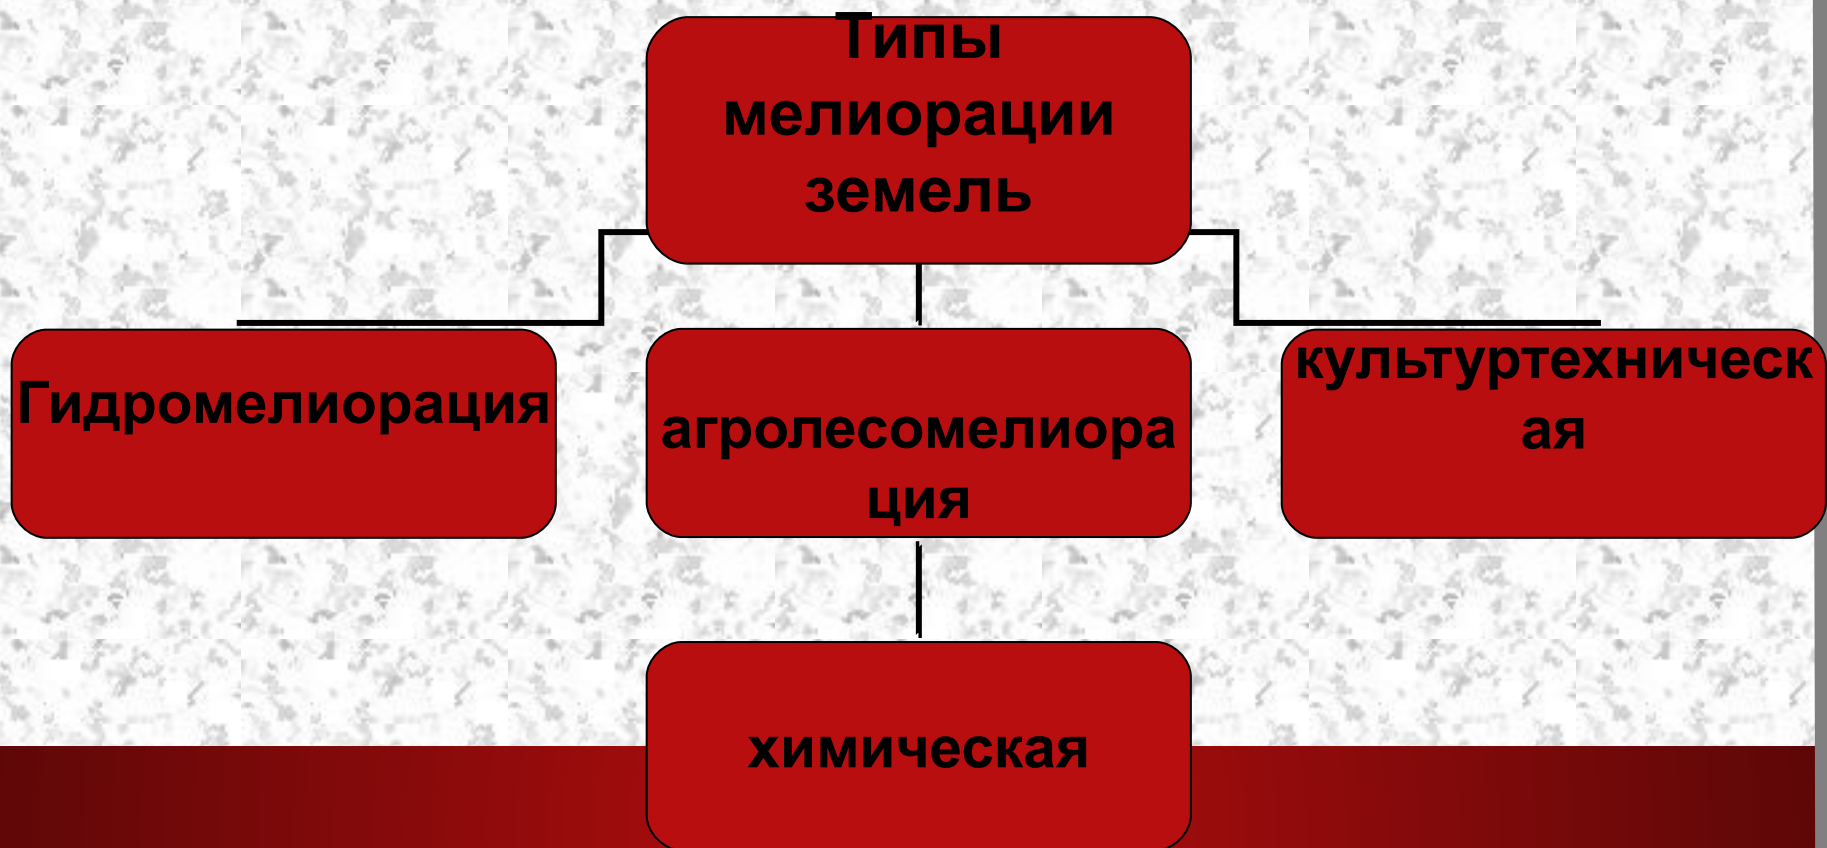 Типы
мелиорации
земель
Гидромелиорация
агролесомелиора
ция
культуртехническ
ая
химическая